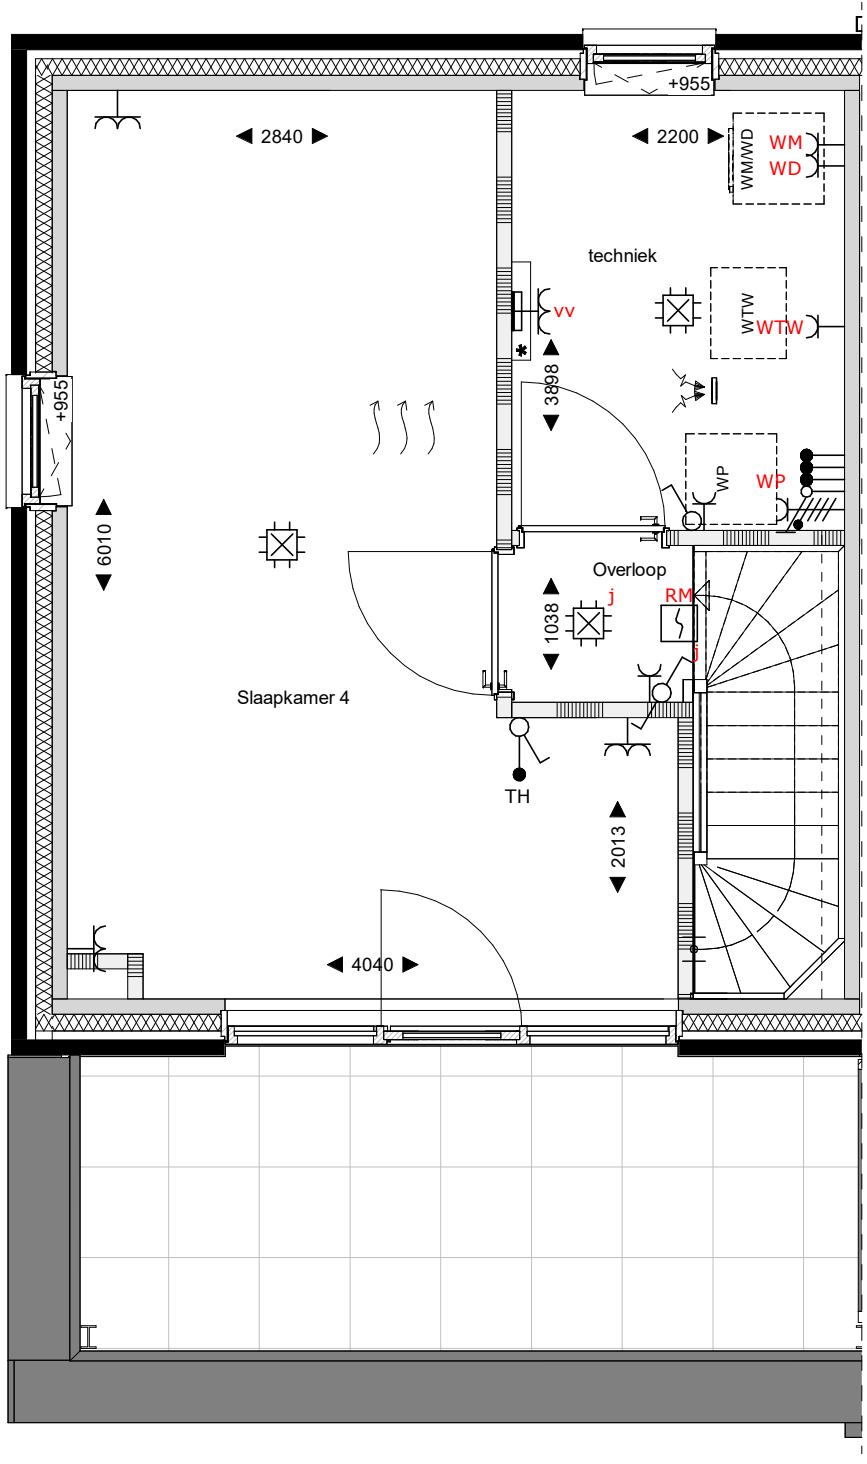 +955
2840
2200
WM/WD
WM
WD
techniek
WTW
WTW
vv
*
3898
+955
WP
WP
6010
Overloop
j
RM
1038
j
Slaapkamer 4
TH
2013
4040